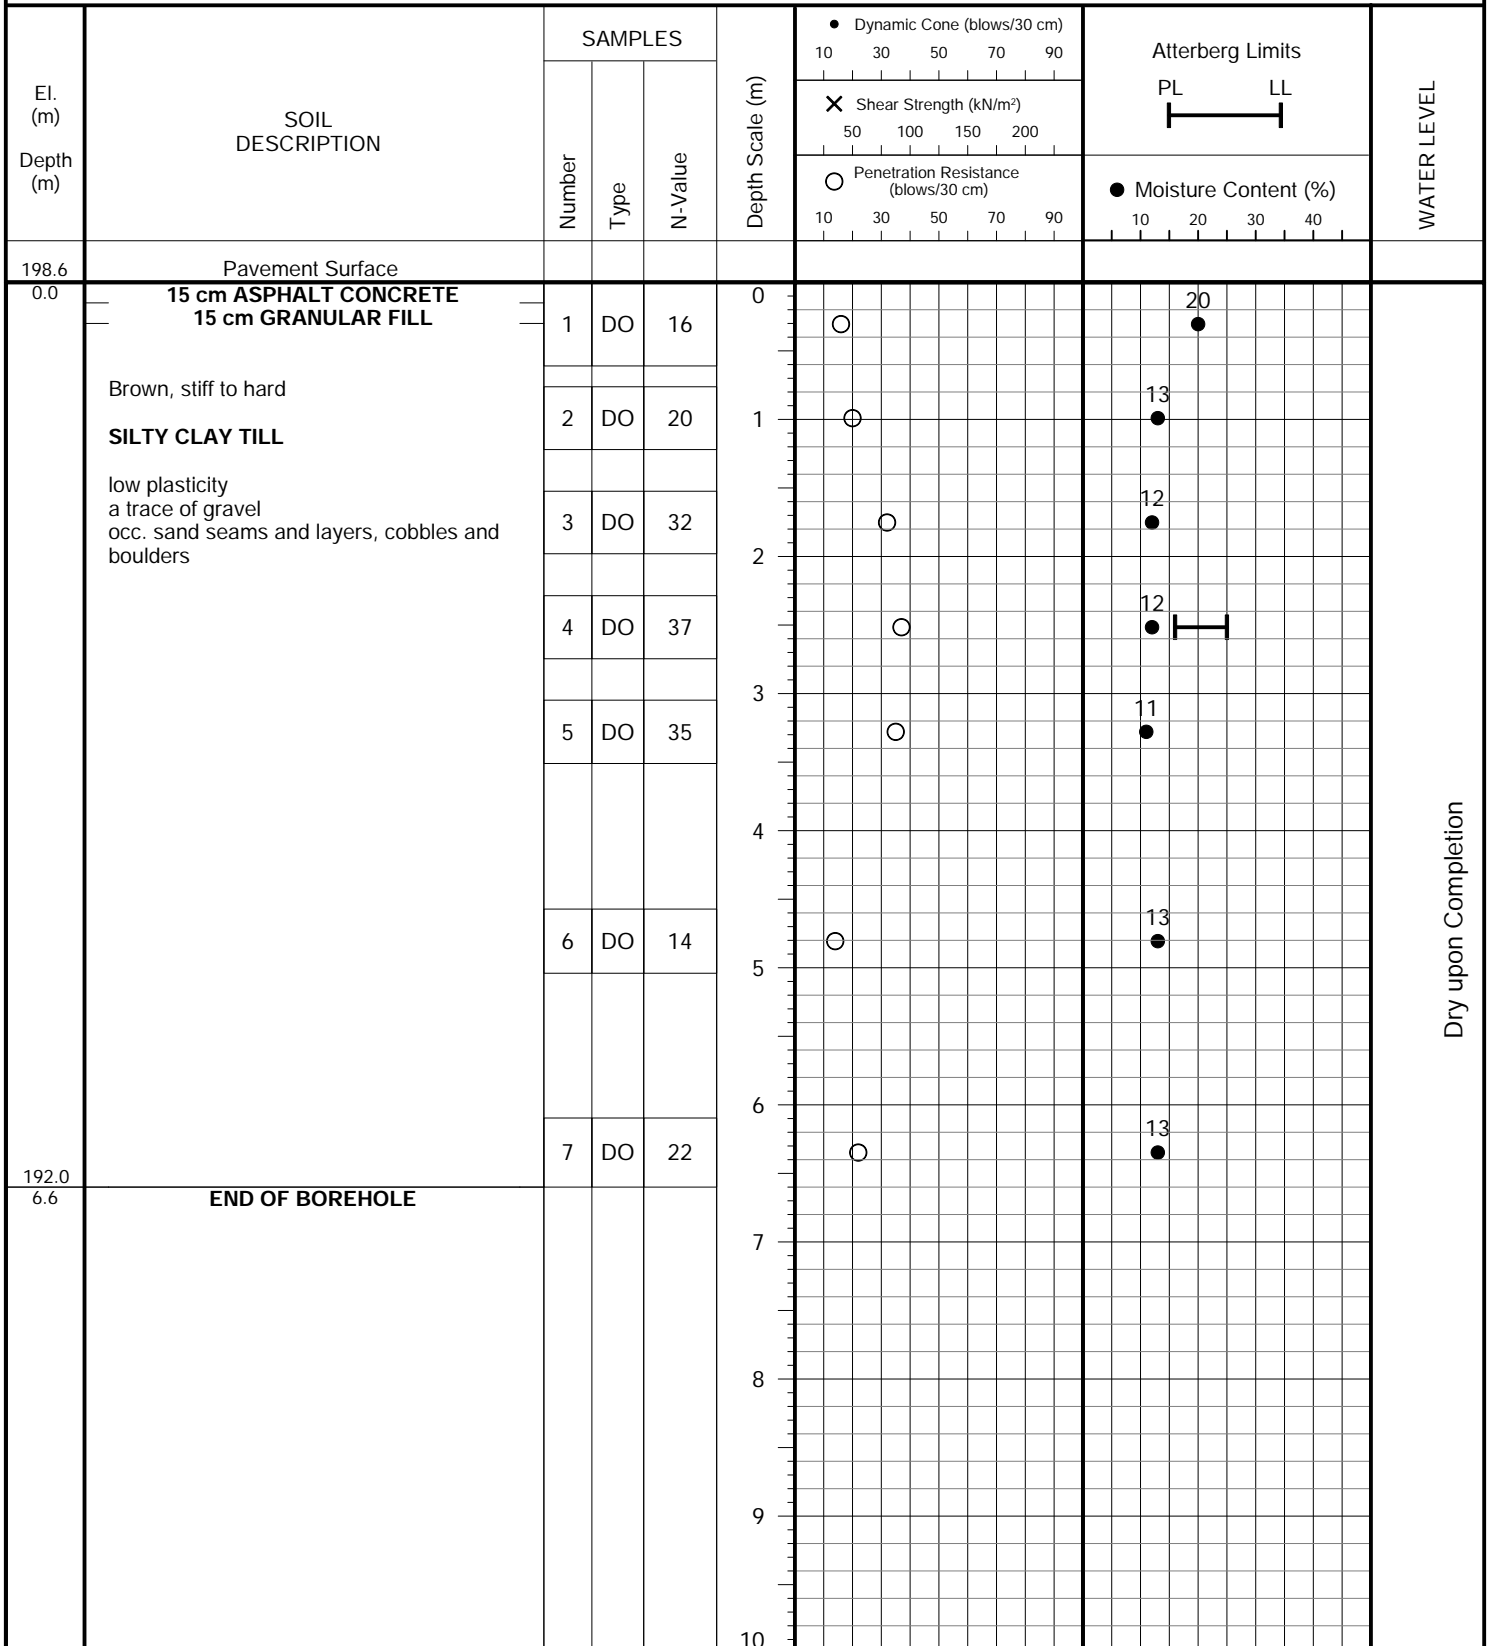 El.
(m)
Depth
(m)
SOIL
DESCRIPTION
SAMPLES
Number
Type
N-Value
Depth Scale (m)
● Dynamic Cone (blows/30 cm)
10 30 50 70 90
✕ Shear Strength (kN/m²)
50 100 150 200
○ Penetration Resistance
(blows/30 cm)
10 30 50 70 90
Atterberg Limits
PL LL
● Moisture Content (%)
10 20 30 40
WATER LEVEL
198.6 Pavement Surface
0.0 15 cm ASPHALT CONCRETE 0
15 cm GRANULAR FILL
20
1 DO 16
Brown, stiff to hard
13
2 DO 20 1
SILTY CLAY TILL
low plasticity
a trace of gravel
12
3 DO 32
occ. sand seams and layers, cobbles and
boulders
2
12
4 DO 37
3
11
5 DO 35
4
13
6 DO 14
5
6
13
7 DO 22
192.0
6.6 END OF BOREHOLE
7
8
9
10
Dry upon Completion